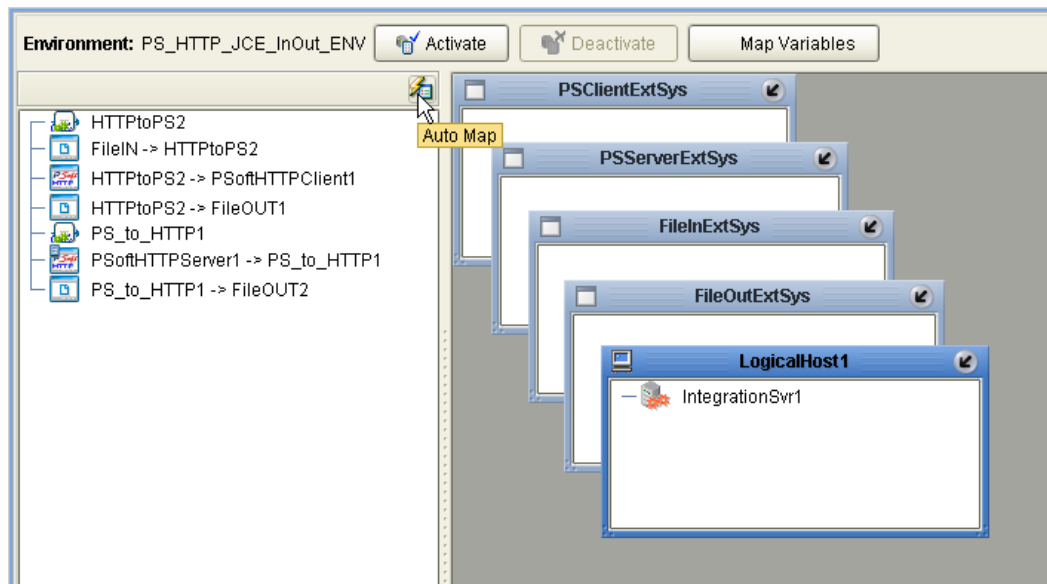 Environment: PS_HTTP_JCE_InOut_ENV Activate Deactivate Map Variables
Auto Map
HTTPtoPS2
FileIN -> HTTPtoPS2
HTTPtoPS2 -> PSoftHTTPClient1
HTTPtoPS2 -> FileOUT1
PS_to_HTTP1
PSoftHTTPServer1 -> PS_to_HTTP1
PS_to_HTTP1 -> FileOUT2
PSClientExtSys
PSServerExtSys
FileInExtSys
FileOutExtSys
LogicalHost1
IntegrationSvr1